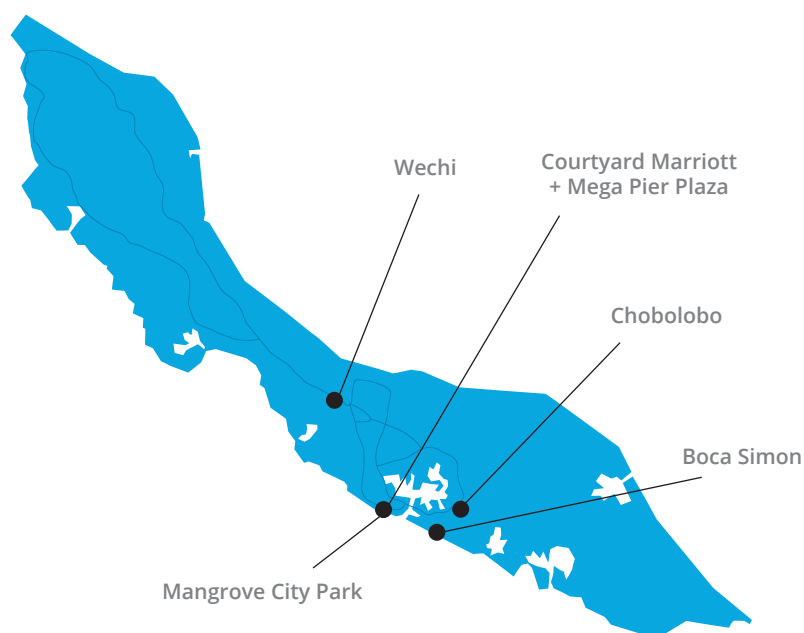 Wechi
Courtyard Marriott
+ Mega Pier Plaza
Chobolobo
Boca Simon
Mangrove City Park